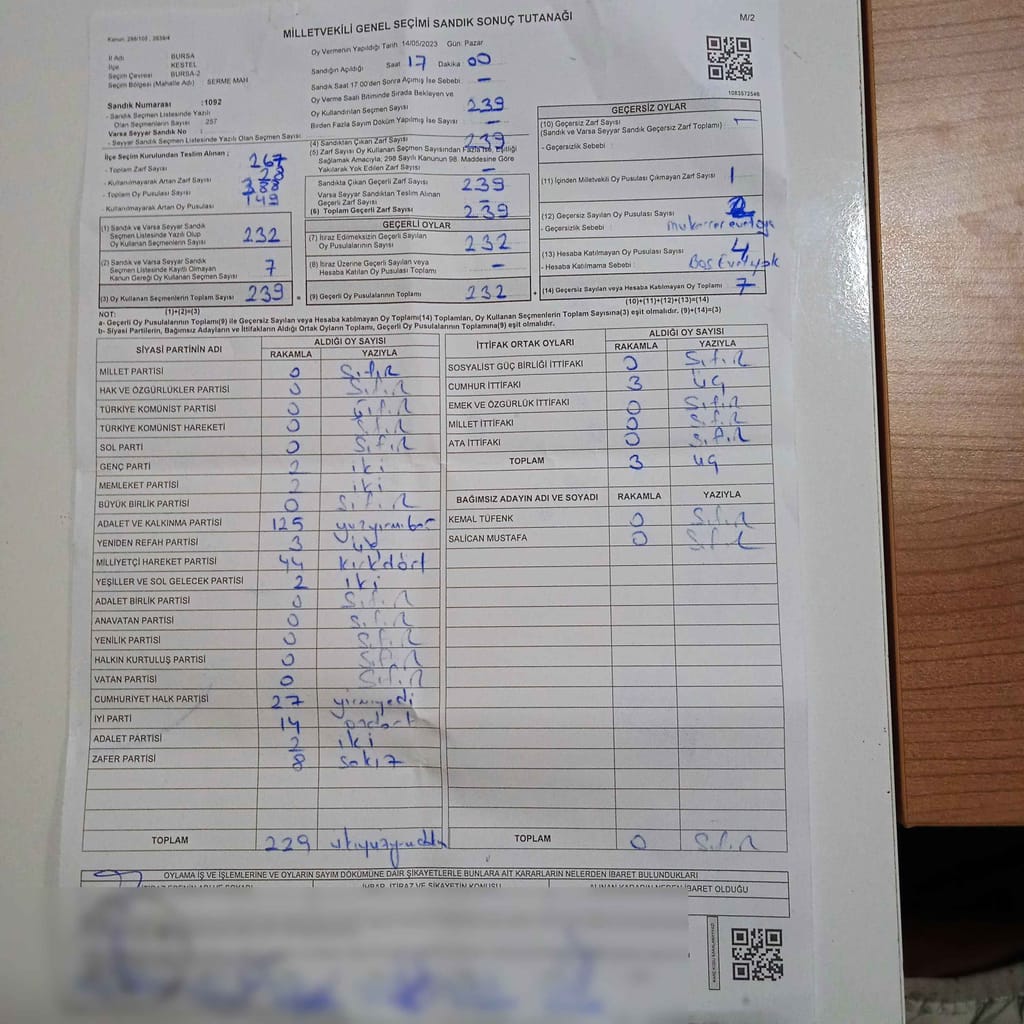 MİLLETVEKİLİ GENEL SEÇİMİ SANDIK SONUÇ TUTANAĞI
M/2
Kanun: 298/105, 2839/4
İl Adı BURSA
İlçe KESTEL
Seçim Çevresi BURSA-2
Seçim Bölgesi (Mahalle Adı) : SERME MAH
Sandık Numarası :1092
- Sandık Seçmen Listesinde Yazılı
Olan Seçmenlerin Sayısı : 257
Varsa Seyyar Sandık No :
- Seyyar Sandık Seçmen Listesinde Yazılı Olan Seçmen Sayısı
İlçe Seçim Kurulundan Teslim Alınan ;
- Toplam Zarf Sayısı 267
- Kullanılmayarak Artan Zarf Sayısı 28
- Toplam Oy Pusulası Sayısı 388
- Kullanılmayarak Artan Oy Pusulası 149
(1) Sandık ve Varsa Seyyar Sandık
Seçmen Listesinde Yazılı Olup
Oy Kullanan Seçmenlerin Sayısı 232
(2) Sandık ve Varsa Seyyar Sandık
Seçmen Listesinde Kayıtlı Olmayan
Kanun Gereği Oy Kullanan Seçmen Sayısı 7
(3) Oy Kullanan Seçmenlerin Toplam Sayısı 239
(1)+(2)=(3)
Oy Vermenin Yapıldığı Tarih 14/05/2023 Gün Pazar
Sandığın Açıldığı Saat 17 Dakika 00
Sandık Saat 17:00'den Sonra Açılmış İse Sebebi —
Oy Verme Saati Bitiminde Sırada Bekleyen ve
Oy Kullandırılan Seçmen Sayısı 239
Birden Fazla Sayım Döküm Yapılmış İse Sayısı —
(4) Sandıktan Çıkan Zarf Sayısı 239
(5) Zarf Sayısı Oy Kullanan Seçmen Sayısından Fazla İse, Eşitliği
Sağlamak Amacıyla, 298 Sayılı Kanunun 98. Maddesine Göre
Yakılarak Yok Edilen Zarf Sayısı —
Sandıkta Çıkan Geçerli Zarf Sayısı 239
Varsa Seyyar Sandıktan Teslim Alınan
Geçerli Zarf Sayısı —
(6) Toplam Geçerli Zarf Sayısı 239
GEÇERLİ OYLAR
(7) İtiraz Edilmeksizin Geçerli Sayılan
Oy Pusulalarının Sayısı 232
(8) İtiraz Üzerine Geçerli Sayılan veya
Hesaba Katılan Oy Pusulası Toplamı —
= (9) Geçerli Oy Pusulalarının Toplamı 232
1083572546
GEÇERSİZ OYLAR
(10) Geçersiz Zarf Sayısı —
(Sandık ve Varsa Seyyar Sandık Geçersiz Zarf Toplamı)
- Geçersizlik Sebebi :
(11) İçinden Milletvekili Oy Pusulası Çıkmayan Zarf Sayısı 1
(12) Geçersiz Sayılan Oy Pusulası Sayısı 2
- Geçersizlik Sebebi :
(13) Hesaba Katılmayan Oy Pusulası Sayısı 4
- Hesaba Katılmama Sebebi : Boş
+ (14) Geçersiz Sayılan veya Hesaba Katılmayan Oy Toplamı 7
(10)+(11)+(12)+(13)=(14)
NOT:
a- Geçerli Oy Pusulalarının Toplamı(9) ile Geçersiz Sayılan veya Hesaba katılmayan Oy Toplamı(14) Toplamları, Oy Kullanan Seçmenlerin Toplam Sayısına(3) eşit olmalıdır. (9)+(14)=(3)
b- Siyasi Partilerin, Bağımsız Adayların ve İttifakların Aldığı Ortak Oyların Toplamı, Geçerli Oy Pusulalarının Toplamına(9) eşit olmalıdır.
SİYASİ PARTİNİN ADI ALDIĞI OY SAYISI
RAKAMLA YAZIYLA
MİLLET PARTİSİ 0 Sıfır
HAK VE ÖZGÜRLÜKLER PARTİSİ 0 Sıfır
TÜRKİYE KOMÜNİST PARTİSİ 0 Sıfır
TÜRKİYE KOMÜNİST HAREKETİ 0 Sıfır
SOL PARTİ 0 Sıfır
GENÇ PARTİ 2 iki
MEMLEKET PARTİSİ 2 iki
BÜYÜK BİRLİK PARTİSİ 0 Sıfır
ADALET VE KALKINMA PARTİSİ 125 yüzyirmibeş
YENİDEN REFAH PARTİSİ 3 üç
MİLLİYETÇİ HAREKET PARTİSİ 44 kırkdört
YEŞİLLER VE SOL GELECEK PARTİSİ 2 iki
ADALET BİRLİK PARTİSİ 0 Sıfır
ANAVATAN PARTİSİ 0 Sıfır
YENİLİK PARTİSİ 0 Sıfır
HALKIN KURTULUŞ PARTİSİ 0 Sıfır
VATAN PARTİSİ 0 Sıfır
CUMHURİYET HALK PARTİSİ 27 yirmiyedi
İYİ PARTİ 14 ondört
ADALET PARTİSİ 2 iki
ZAFER PARTİSİ 8 sekiz
TOPLAM 229
İTTİFAK ORTAK OYLARI ALDIĞI OY SAYISI
RAKAMLA YAZIYLA
SOSYALİST GÜÇ BİRLİĞİ İTTİFAKI 0 Sıfır
CUMHUR İTTİFAKI 3 üç
EMEK VE ÖZGÜRLÜK İTTİFAKI 0 Sıfır
MİLLET İTTİFAKI 0 Sıfır
ATA İTTİFAKI 0 Sıfır
TOPLAM 3 üç
BAĞIMSIZ ADAYIN ADI VE SOYADI RAKAMLA YAZIYLA
KEMAL TÜFENK 0 Sıfır
SALİCAN MUSTAFA 0 Sıfır
TOPLAM 0 Sıfır
OYLAMA İŞ VE İŞLEMLERİNE VE OYLARIN SAYIM DÖKÜMÜNE DAİR ŞİKAYETLERLE BUNLARA AİT KARARLARIN NELERDEN İBARET BULUNDUKLARI